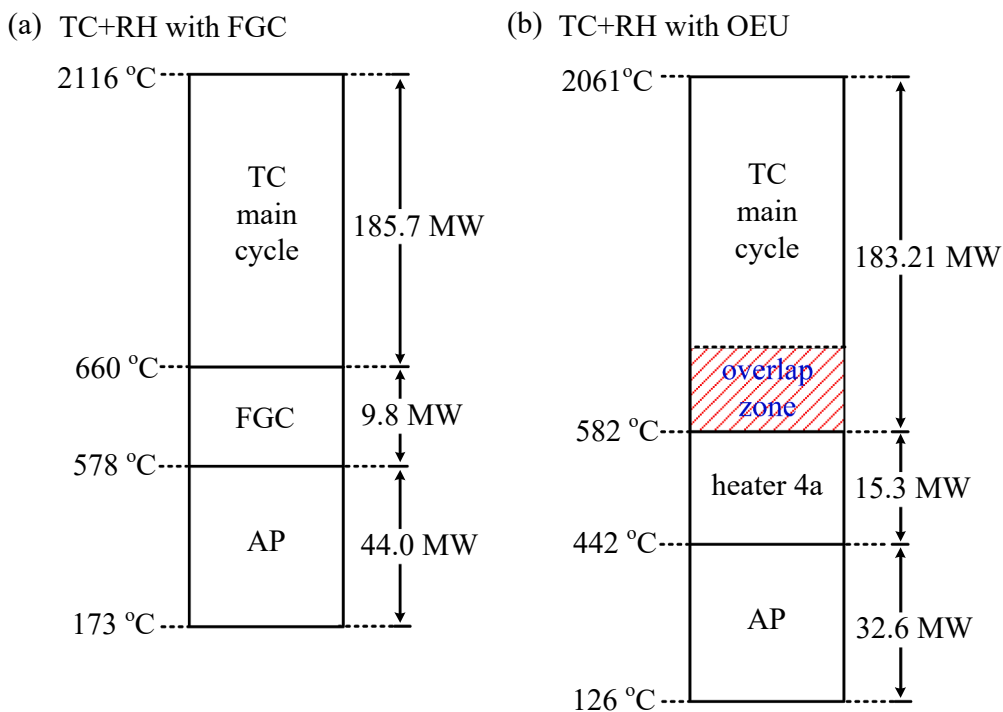 (a) TC+RH with FGC
2116 °C
TC
main
cycle
185.7 MW
660 °C
FGC
9.8 MW
578 °C
AP
44.0 MW
173 °C
(b) TC+RH with OEU
2061°C
TC
main
cycle
183.21 MW
overlap
zone
582 °C
heater 4a
15.3 MW
442 °C
AP
32.6 MW
126 °C